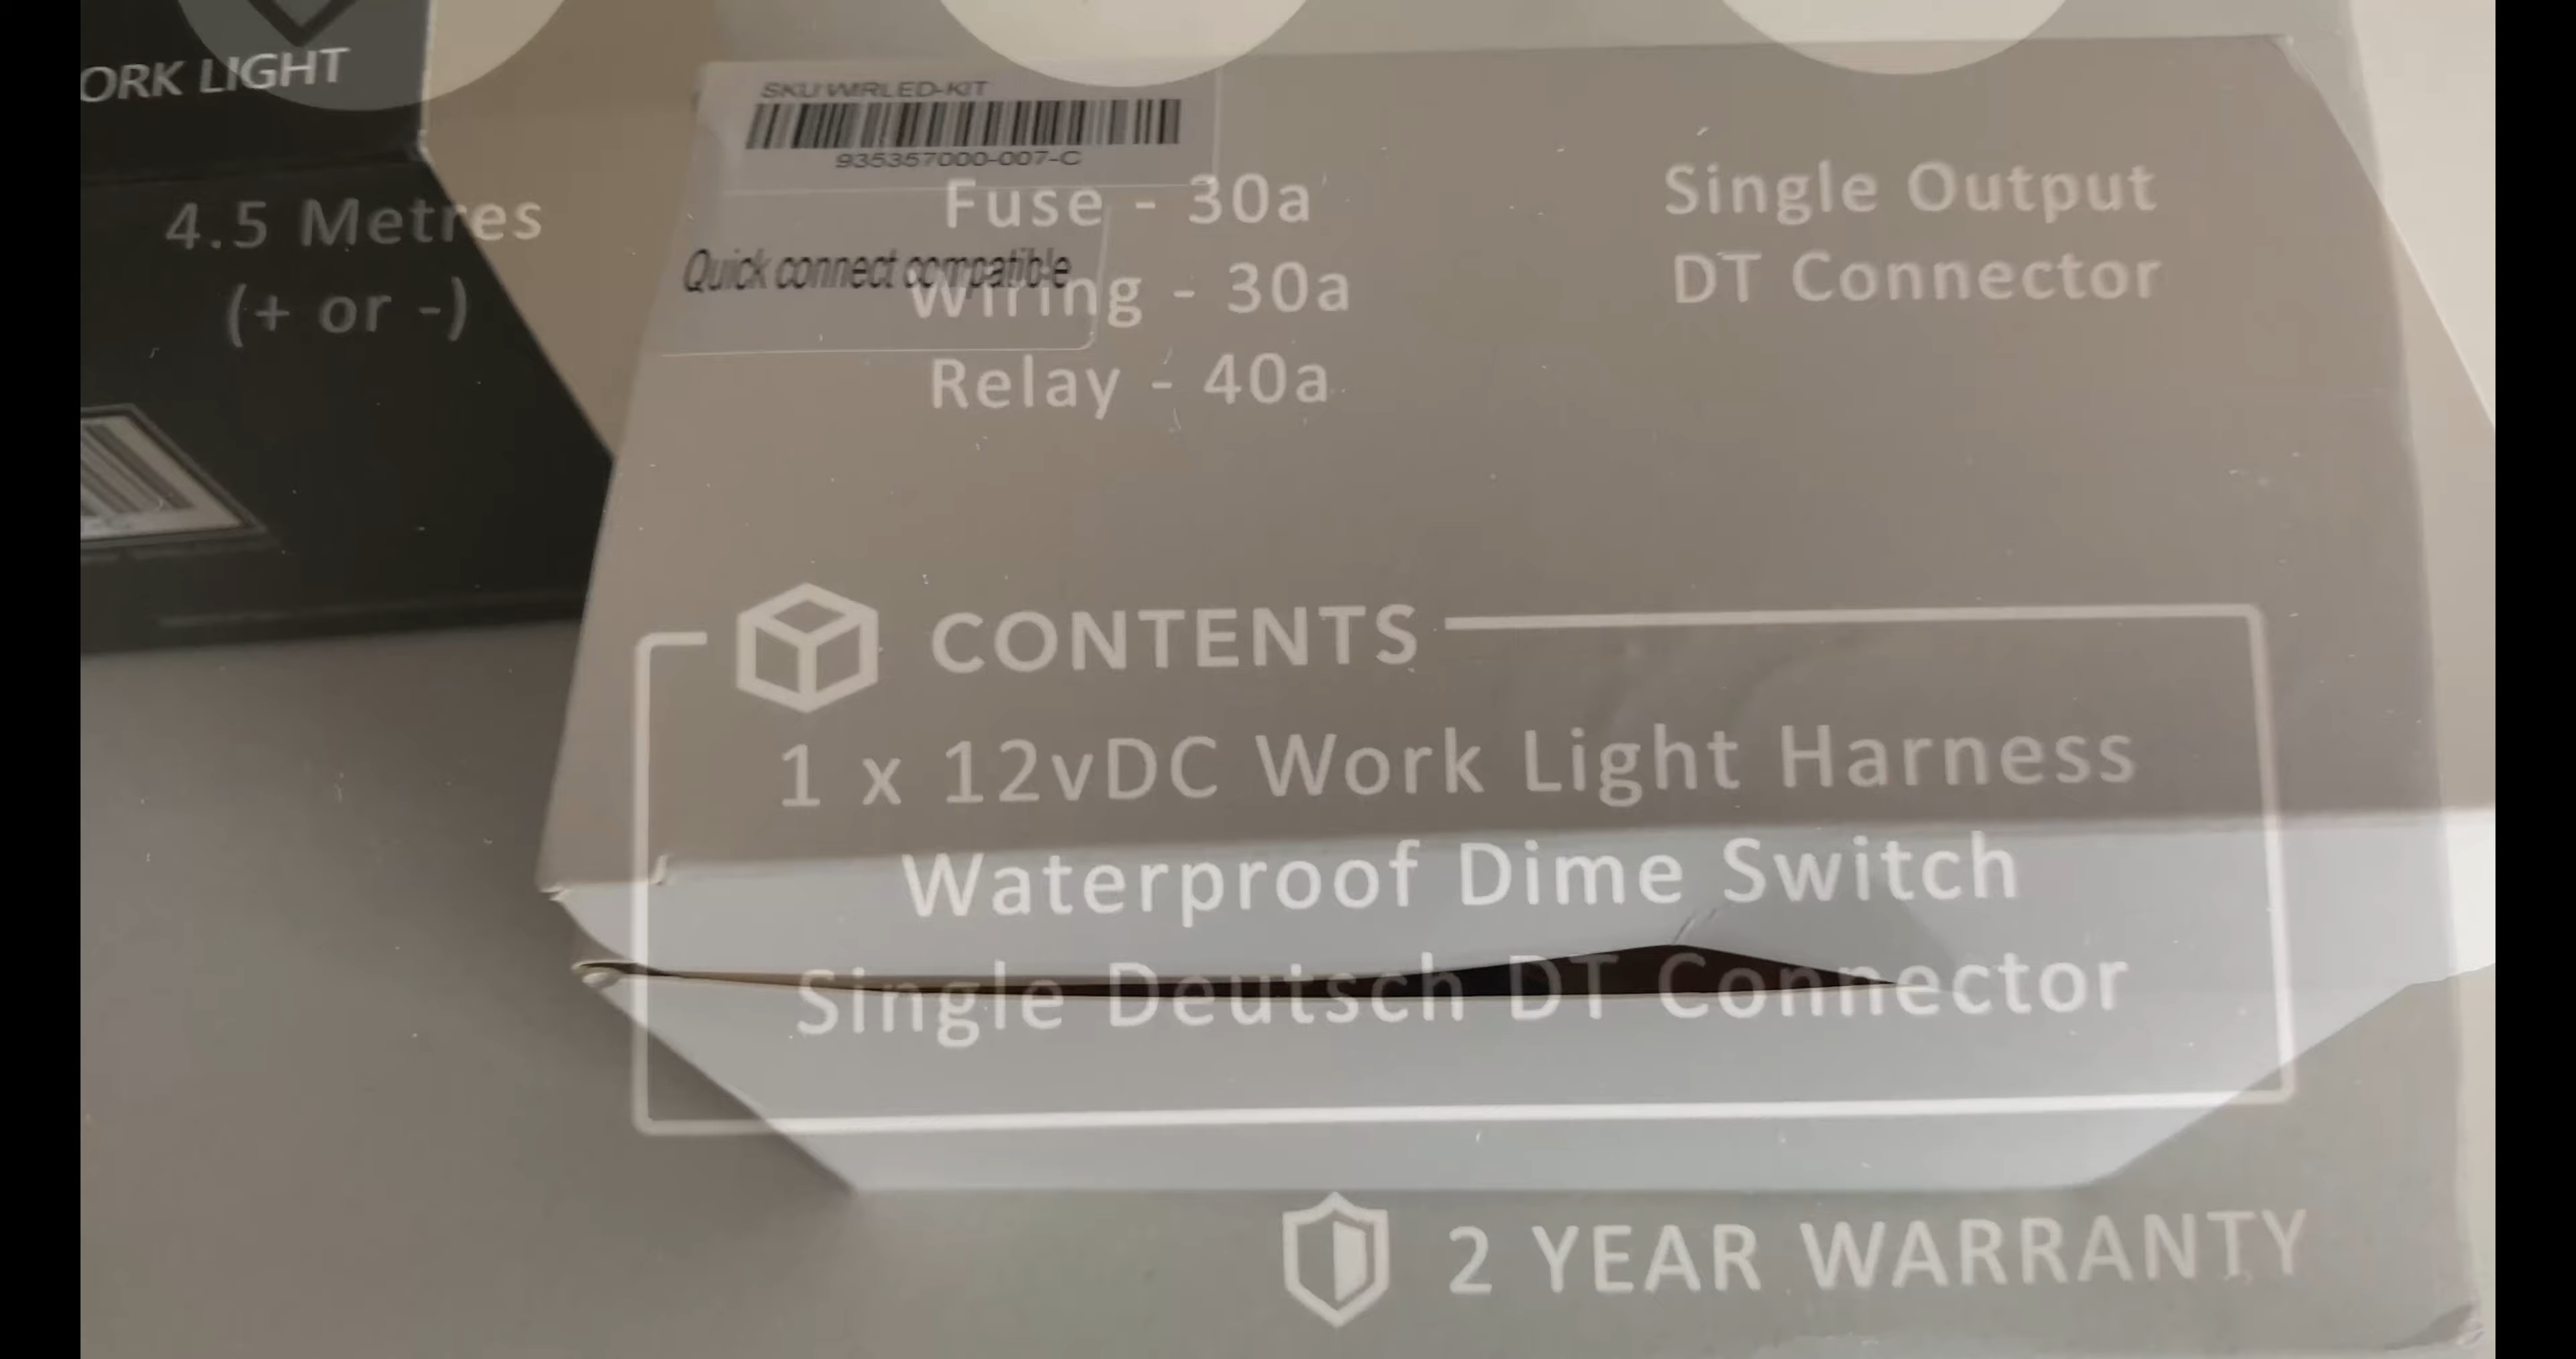 ORK LIGHT
SKU:WIRLED-KIT
935357000-007-C
Quick connect compatible
4.5 Metres
(+ or -)
Fuse - 30a
Wiring - 30a
Relay - 40a
Single Output
DT Connector
CONTENTS
1 x 12vDC Work Light Harness
Waterproof Dime Switch
Single Deutsch DT Connector
2 YEAR WARRANTY